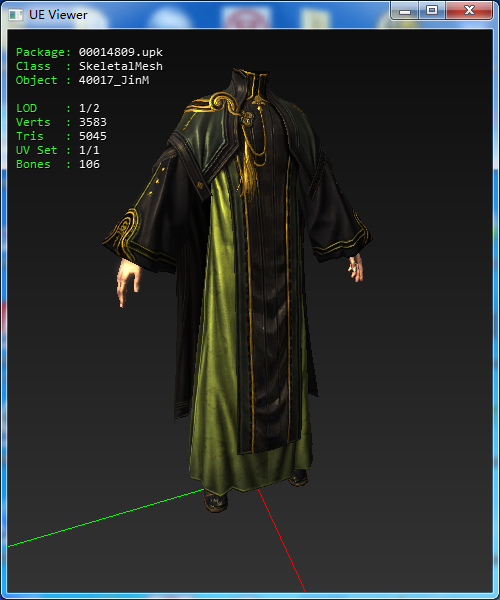 UE Viewer
Package: 00014809.upk
Class : SkeletalMesh
Object : 40017_JinM
LOD : 1/2
Verts : 3583
Tris : 5045
UV Set : 1/1
Bones : 106